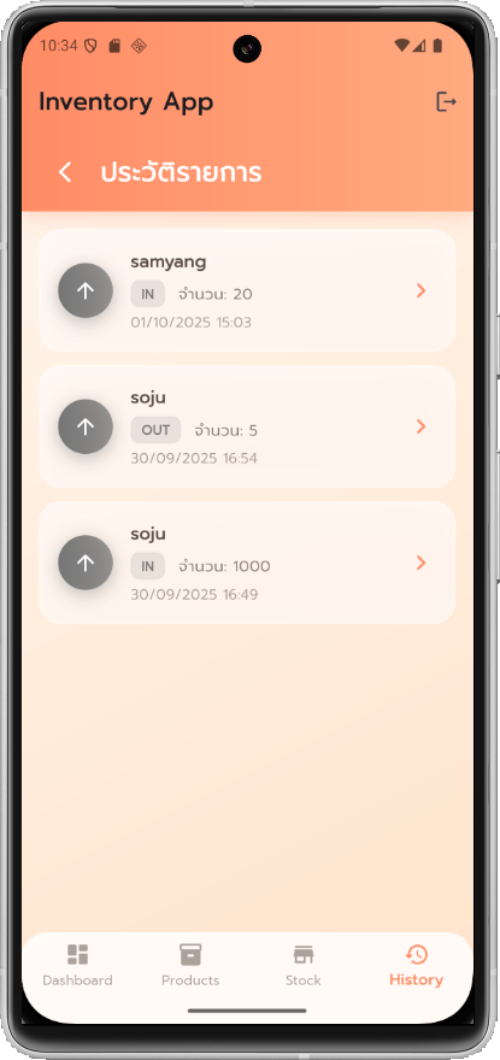 10:34
Inventory App
ประวัติรายการ
samyang
IN จำนวน: 20
01/10/2025 15:03
soju
OUT จำนวน: 5
30/09/2025 16:54
soju
IN จำนวน: 1000
30/09/2025 16:49
Dashboard Products Stock History